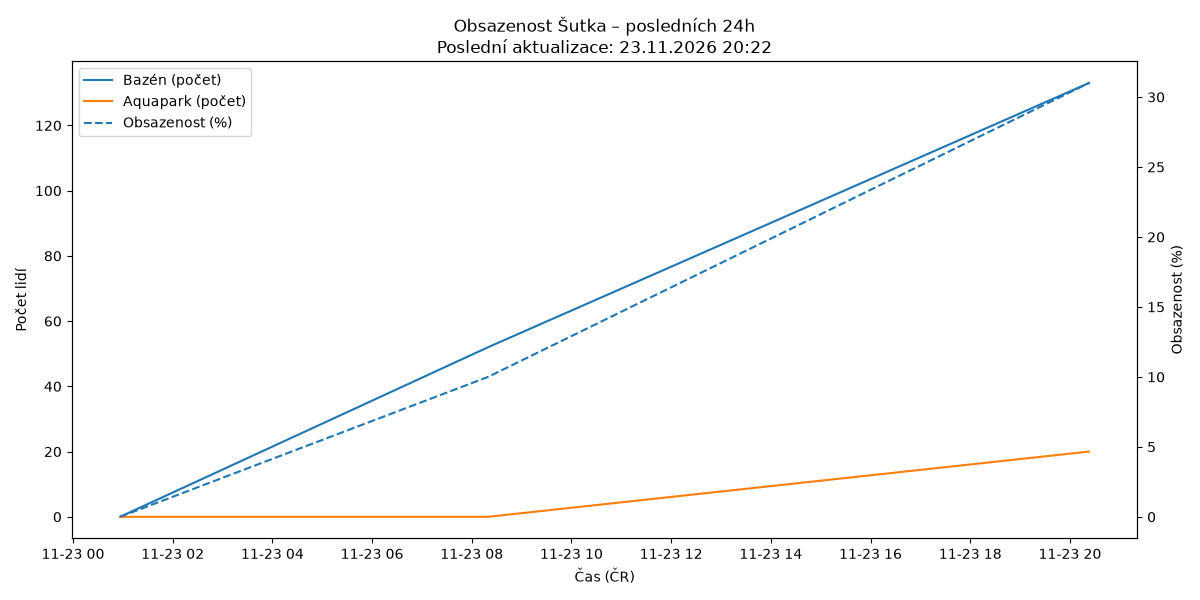 Obsazenost Šutka – posledních 24h
Poslední aktualizace: 23.11.2026 20:22
Bazén (počet)
Aquapark (počet)
Obsazenost (%)
Počet lidí
120
100
80
60
40
20
0
30
25
20
15
10
5
0
Obsazenost (%)
11-23 00 11-23 02 11-23 04 11-23 06 11-23 08 11-23 10 11-23 12 11-23 14 11-23 16 11-23 18 11-23 20
Čas (ČR)